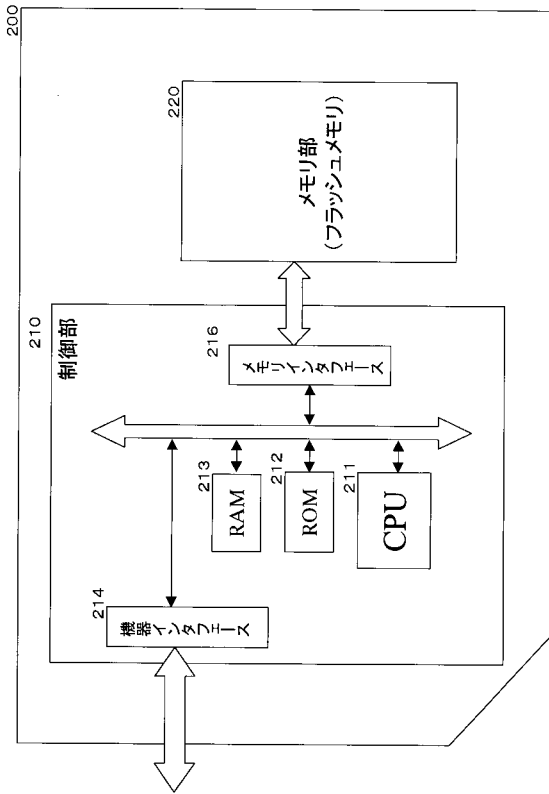 200
210
制御部
220
メモリ部
(フラッシュメモリ)
216
メモリインタフェース
214
機器インタフェース
213
RAM
212
ROM
211
CPU